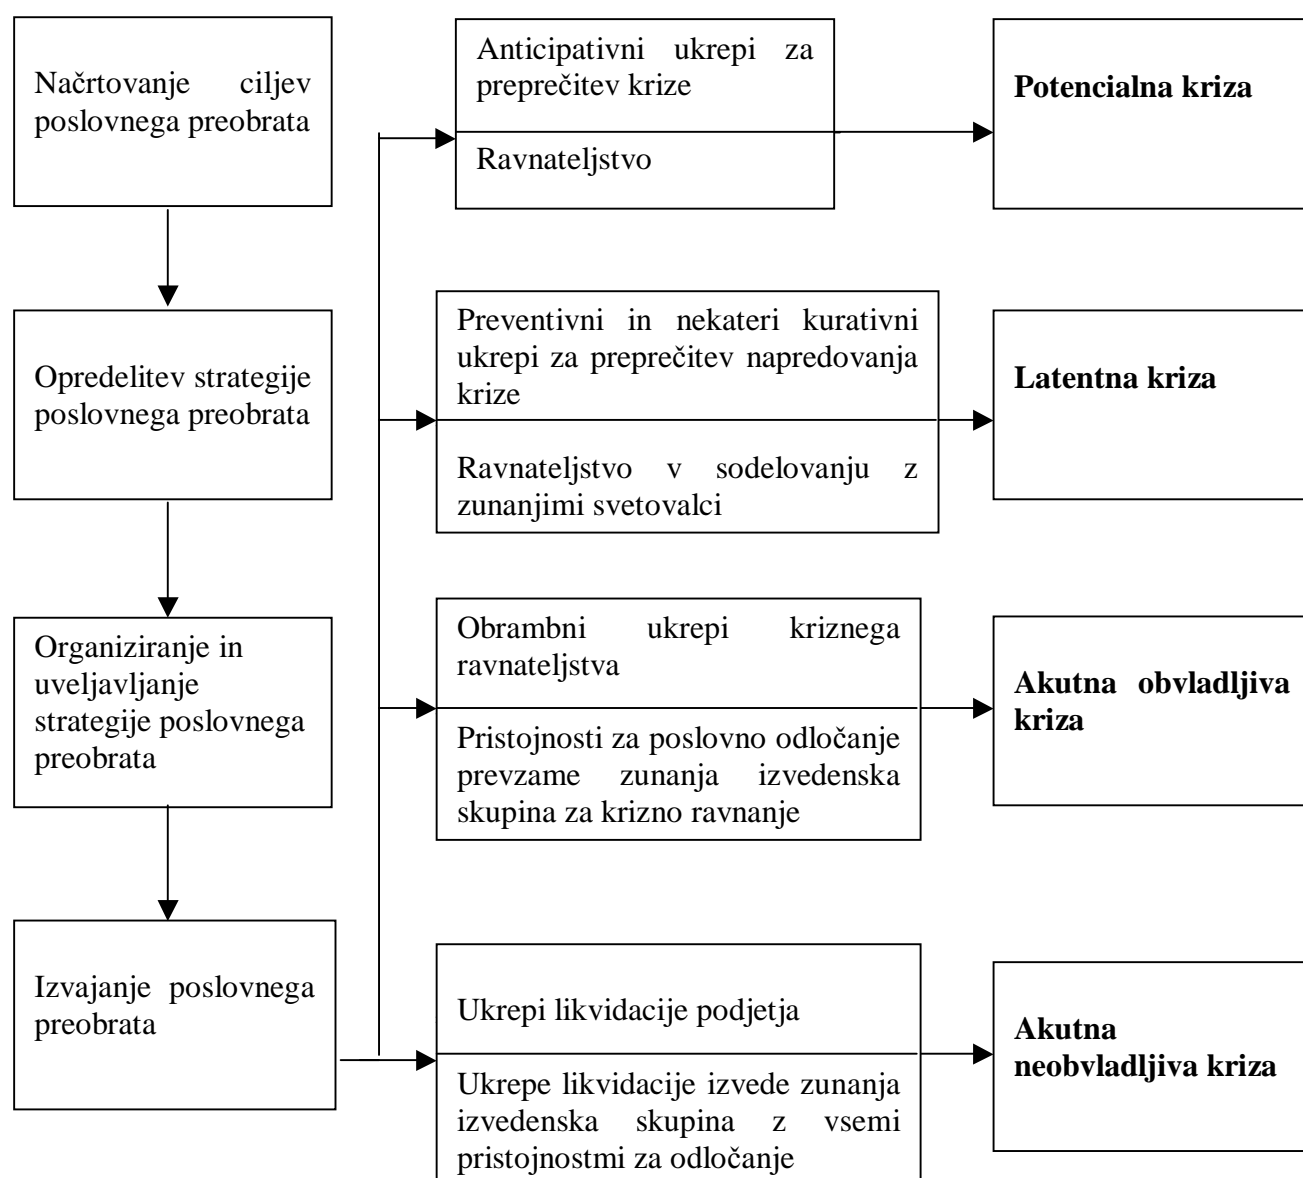 Načrtovanje ciljev
poslovnega preobrata
Opredelitev strategije
poslovnega preobrata
Organiziranje in
uveljavljanje
strategije poslovnega
preobrata
Izvajanje poslovnega
preobrata
Anticipativni ukrepi za
preprečitev krize
Ravnateljstvo
Potencialna kriza
Preventivni in nekateri kurativni
ukrepi za preprečitev napredovanja
krize
Ravnateljstvo v sodelovanju z
zunanjimi svetovalci
Latentna kriza
Obrambni ukrepi kriznega
ravnateljstva
Pristojnosti za poslovno odločanje
prevzame zunanja izvedenska
skupina za krizno ravnanje
Akutna obvladljiva
kriza
Ukrepi likvidacije podjetja
Ukrepe likvidacije izvede zunanja
izvedenska skupina z vsemi
pristojnostmi za odločanje
Akutna
neobvladljiva kriza